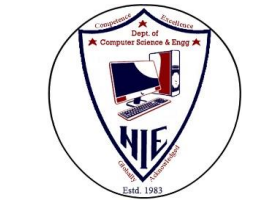 Competence Excellence
Dept. of
Computer Science & Engg
NIE
Globally Acknowledged
Estd. 1983